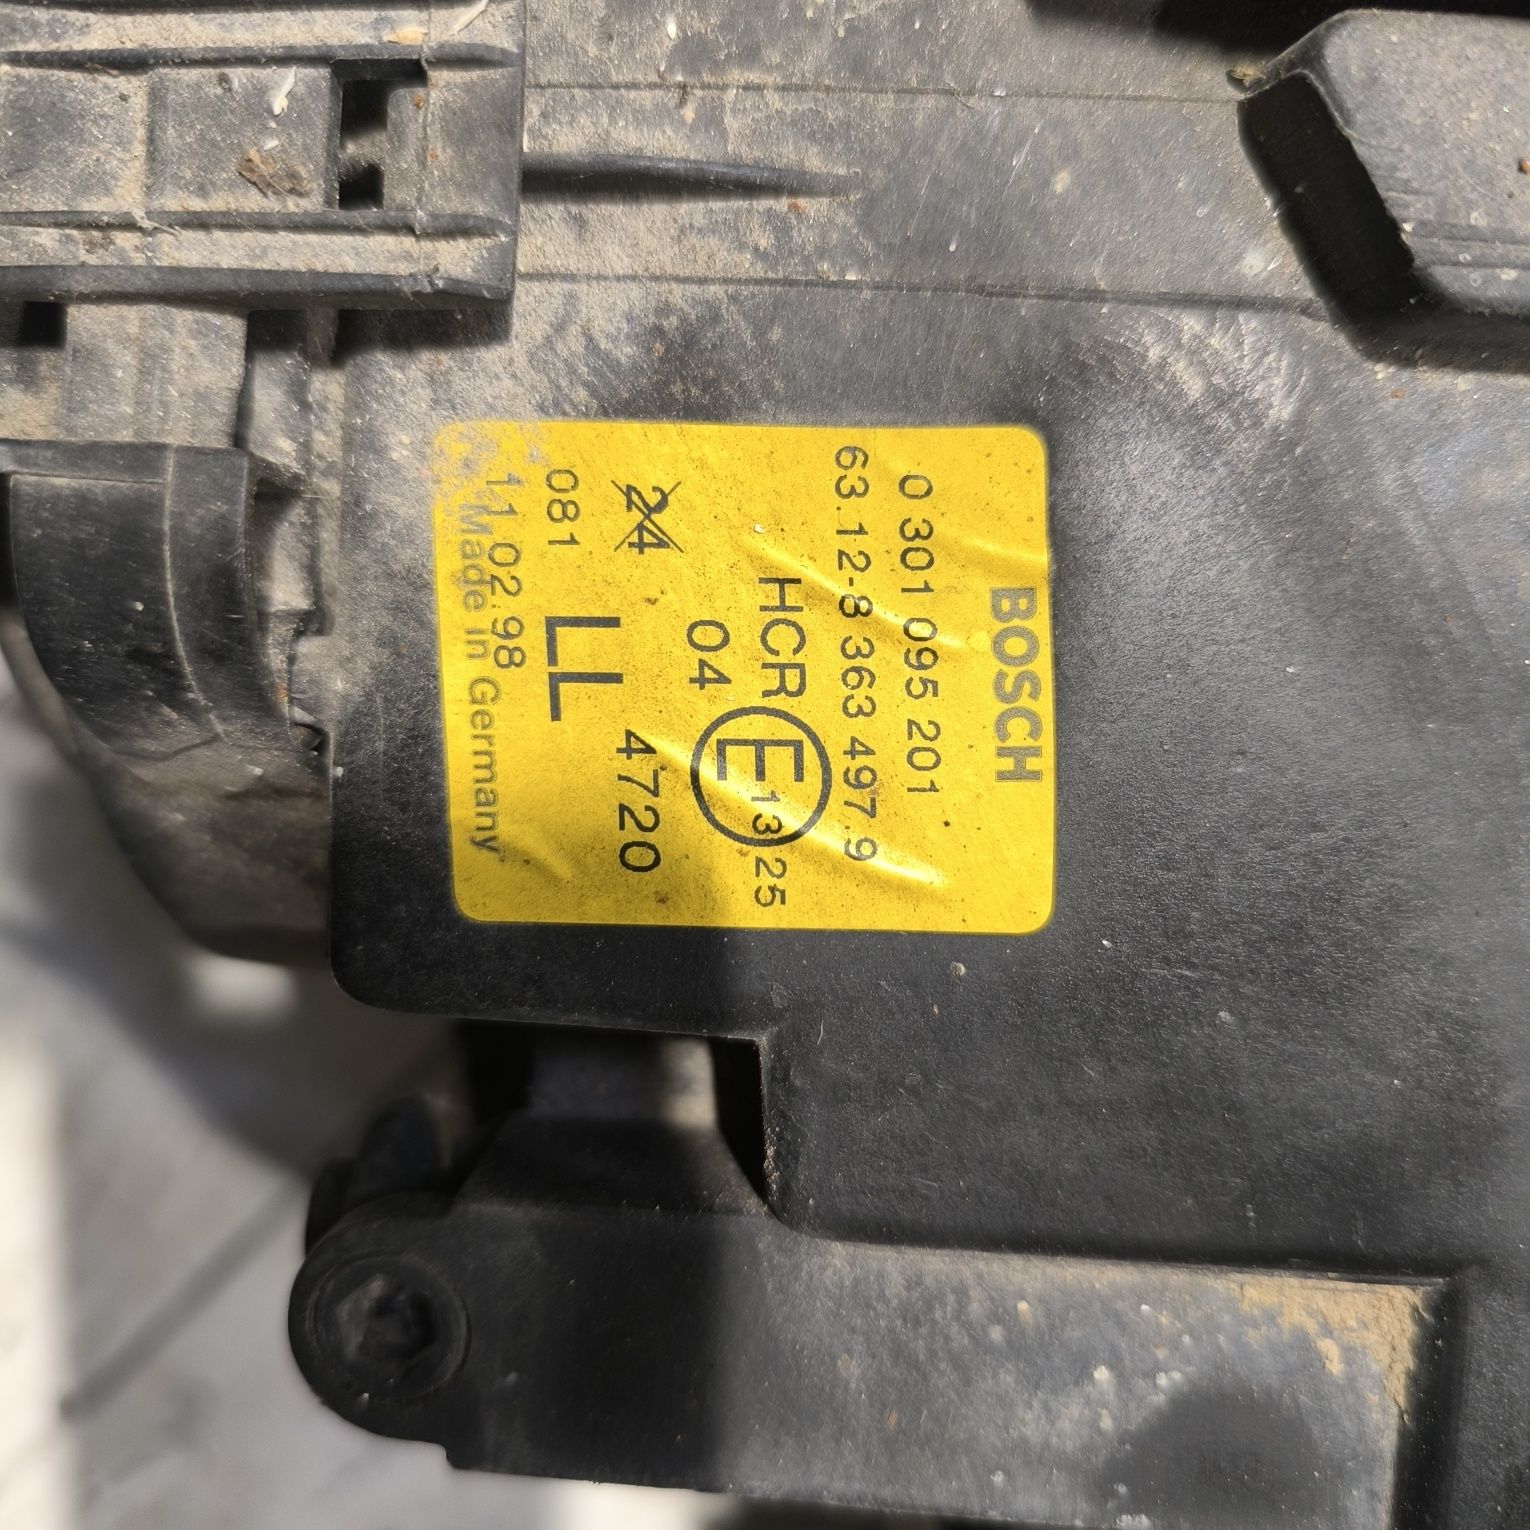 BOSCH
0 301 095 201
63.12-8 363 497.9
HCR E 13 25
04
24 4720
081 LL
11 02.98
Made in Germany